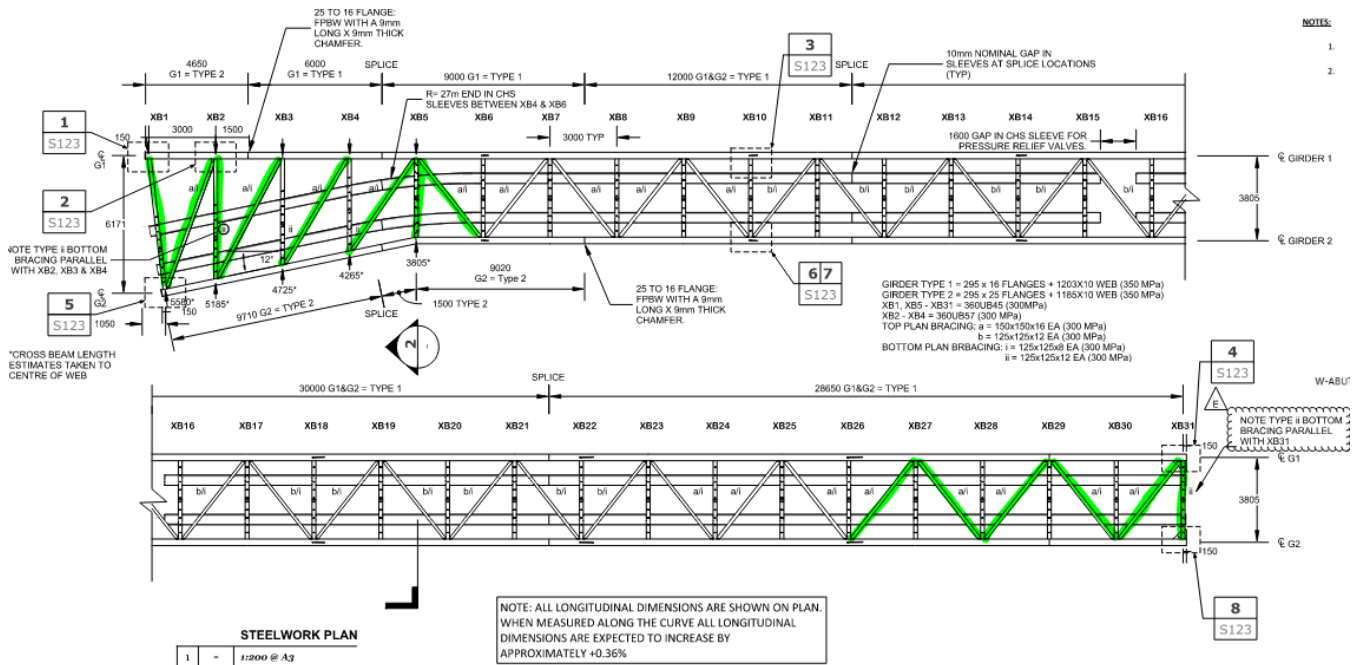 25 TO 16 FLANGE:
FPBW WITH A 9mm
LONG X 9mm THICK
CHAMFER.
NOTES:
1.
2.
4650
G1 = TYPE 2
6000
G1 = TYPE 1
SPLICE
9000 G1 = TYPE 1
12000 G1&G2 = TYPE 1
3
S123
SPLICE
10mm NOMINAL GAP IN
SLEEVES AT SPLICE LOCATIONS
(TYP)
R= 27m END IN CHS
SLEEVES BETWEEN XB4 & XB6
XB1 XB2 XB3 XB4 XB5 XB6 XB7 XB8 XB9 XB10 XB11 XB12 XB13 XB14 XB15 XB16
1
S123
150
3000
1500
3000 TYP
1600 GAP IN CHS SLEEVE FOR
PRESSURE RELIEF VALVES.
℄
G1
℄ GIRDER 1
a/i a/i a/i a/i a/i a/i a/i a/i a/i b/i b/i b/i b/i b/i
2
S123
6171
3805
ii ii ii
NOTE TYPE ii BOTTOM
BRACING PARALLEL
WITH XB2, XB3 & XB4
12°
℄ GIRDER 2
5
S123
℄
G2
5580*
5185*
4725*
4265*
3805*
150
1050
9710 G2 = TYPE 2
SPLICE
1500 TYPE 2
9020
G2 = Type 2
25 TO 16 FLANGE:
FPBW WITH A 9mm
LONG X 9mm THICK
CHAMFER.
6 7
S123
GIRDER TYPE 1 = 295 x 16 FLANGES + 1203X10 WEB (350 MPa)
GIRDER TYPE 2 = 295 x 25 FLANGES + 1185X10 WEB (350 MPa)
XB1, XB5 - XB31 = 360UB45 (300MPa)
XB2 - XB4 = 360UB57 (300 MPa)
TOP PLAN BRACING: a = 150x150x16 EA (300 MPa)
b = 125x125x12 EA (300 MPa)
BOTTOM PLAN BRBACING: i = 125x125x8 EA (300 MPa)
ii = 125x125x12 EA (300 MPa)
*CROSS BEAM LENGTH
ESTIMATES TAKEN TO
CENTRE OF WEB
2
-
30000 G1&G2 = TYPE 1
SPLICE
28650 G1&G2 = TYPE 1
4
S123
W-ABUT
E
NOTE TYPE ii BOTTOM
BRACING PARALLEL
WITH XB31
XB16 XB17 XB18 XB19 XB20 XB21 XB22 XB23 XB24 XB25 XB26 XB27 XB28 XB29 XB30 XB31
150
℄ G1
b/i b/i b/i b/i b/i b/i b/i a/i a/i a/i a/i a/i a/i a/i ii
3805
℄ G2
150
8
S123
NOTE: ALL LONGITUDINAL DIMENSIONS ARE SHOWN ON PLAN.
WHEN MEASURED ALONG THE CURVE ALL LONGITUDINAL
DIMENSIONS ARE EXPECTED TO INCREASE BY
APPROXIMATELY +0.36%
STEELWORK PLAN
1 - 1:200 @ A3